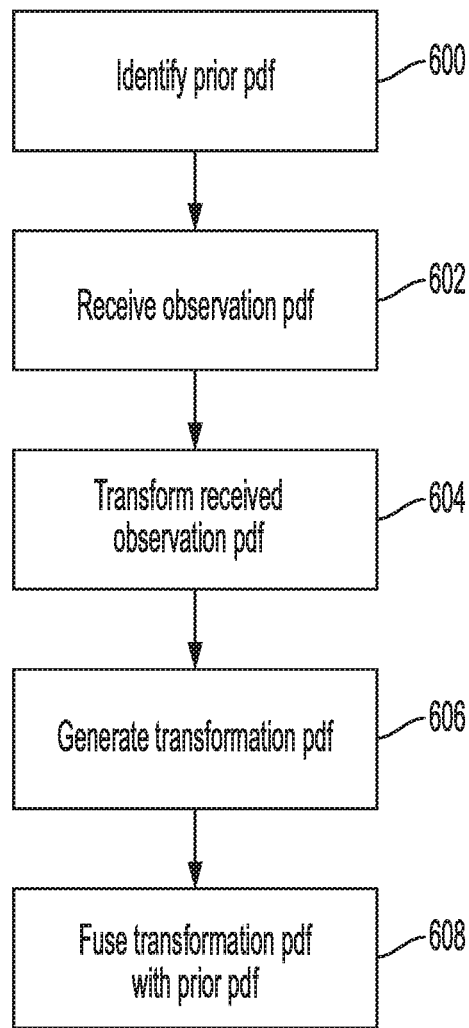 Identify prior pdf
600
Receive observation pdf
602
Transform received
observation pdf
604
Generate transformation pdf
606
Fuse transformation pdf
with prior pdf
608